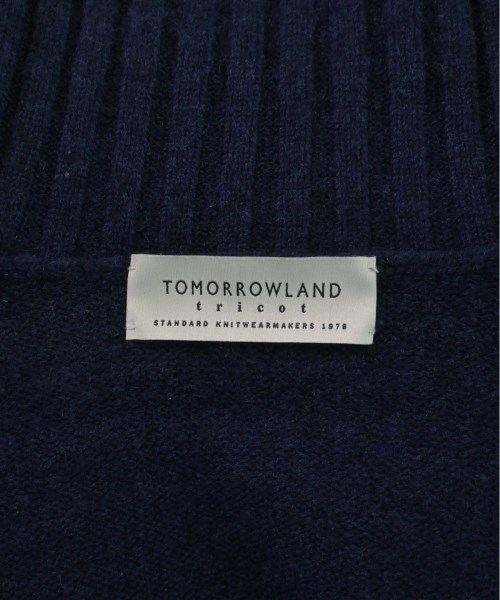 TOMORROWLAND
tricot
STANDARD KNITWEARMAKERS 1978